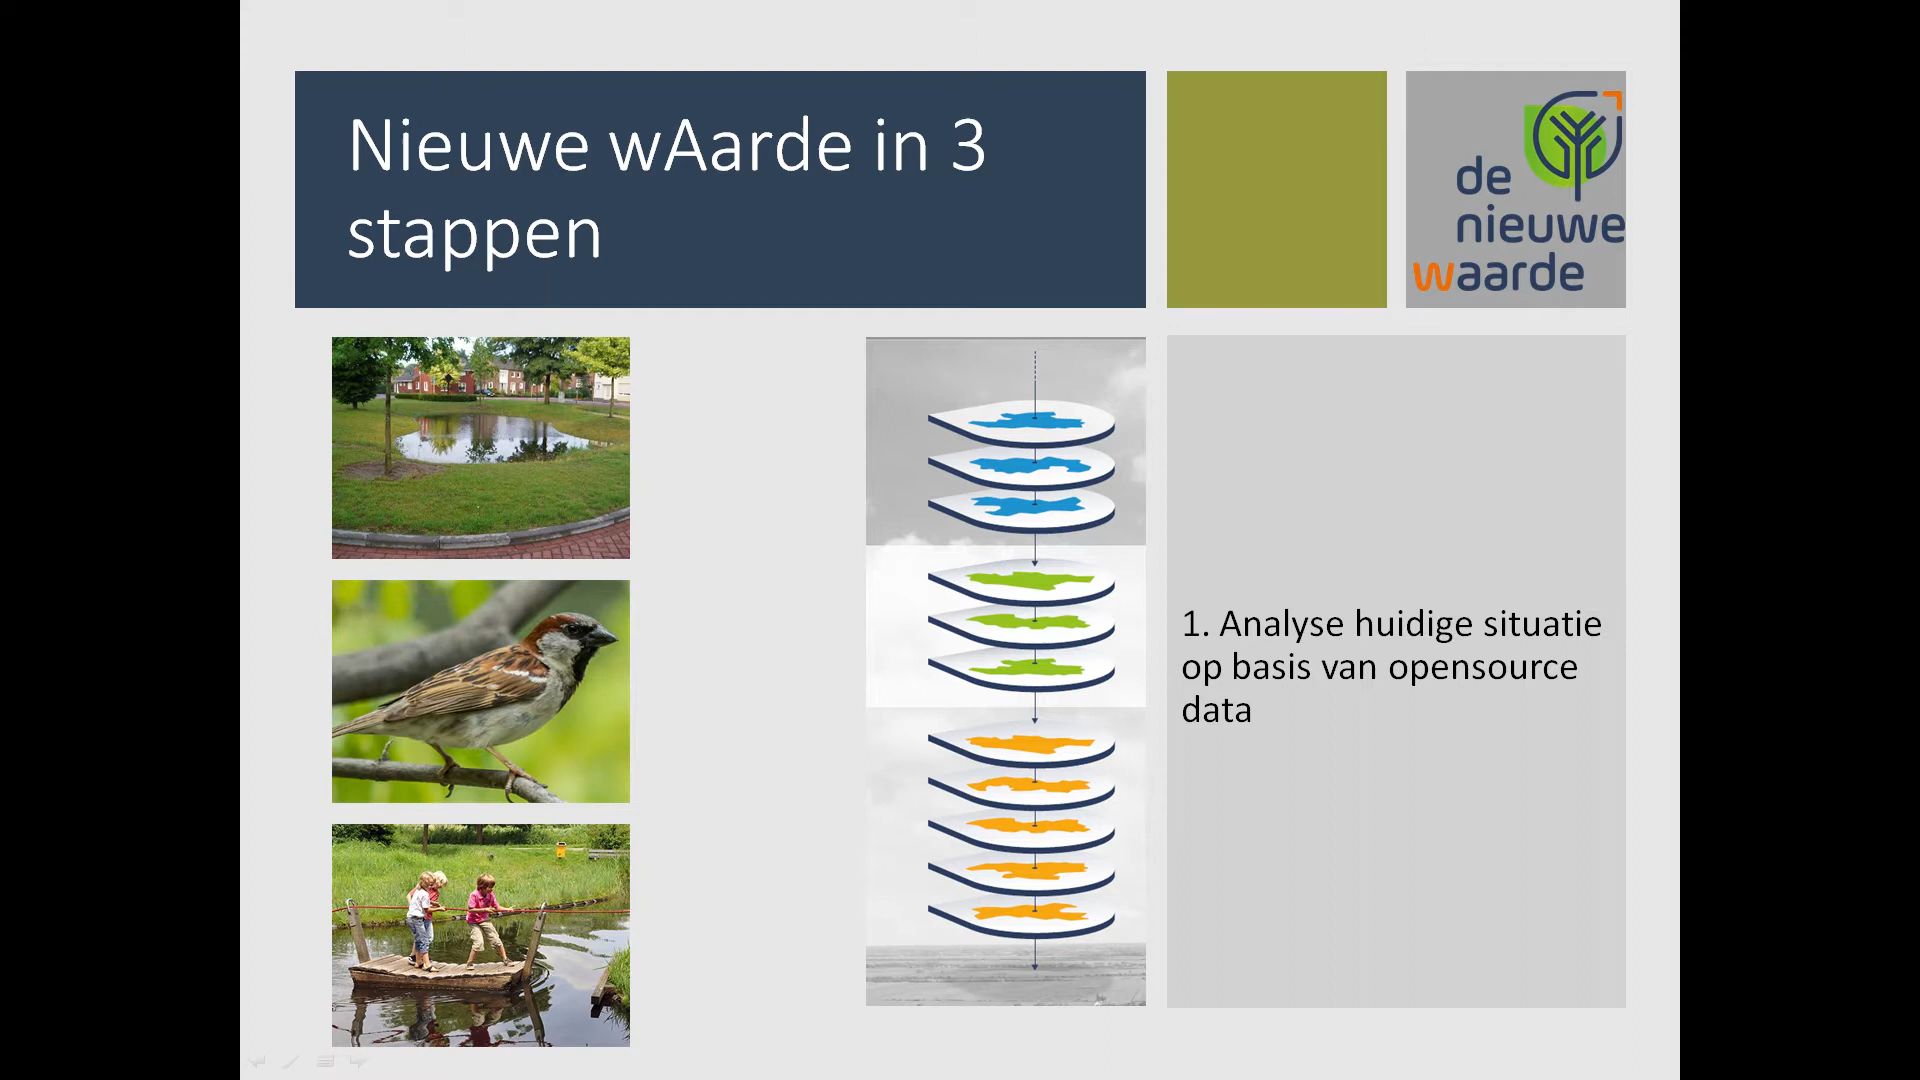 Nieuwe wAarde in 3
stappen
de
nieuwe
waarde
1. Analyse huidige situatie
op basis van opensource
data